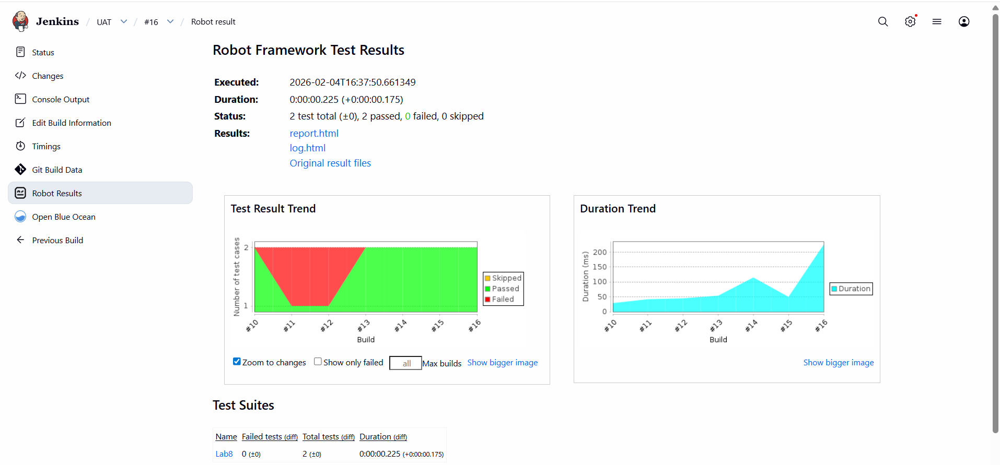 Jenkins / UAT / #16 / Robot result
Status
Changes
Console Output
Edit Build Information
Timings
Git Build Data
Robot Results
Open Blue Ocean
Previous Build
Robot Framework Test Results
Executed: 2026-02-04T16:37:50.661349
Duration: 0:00:00.225 (+0:00:00.175)
Status: 2 test total (±0), 2 passed, 0 failed, 0 skipped
Results: report.html
log.html
Original result files
Test Result Trend
Number of test cases
2
1
#10 #11 #12 #13 #14 #15 #16
Build
Skipped
Passed
Failed
Zoom to changes Show only failed all Max builds Show bigger image
Duration Trend
Duration (ms)
200
150
100
50
0
#10 #11 #12 #13 #14 #15 #16
Build
Duration
Show bigger image
Test Suites
Name Failed tests (diff) Total tests (diff) Duration (diff)
Lab8 0 (±0) 2 (±0) 0:00:00.225 (+0:00:00.175)